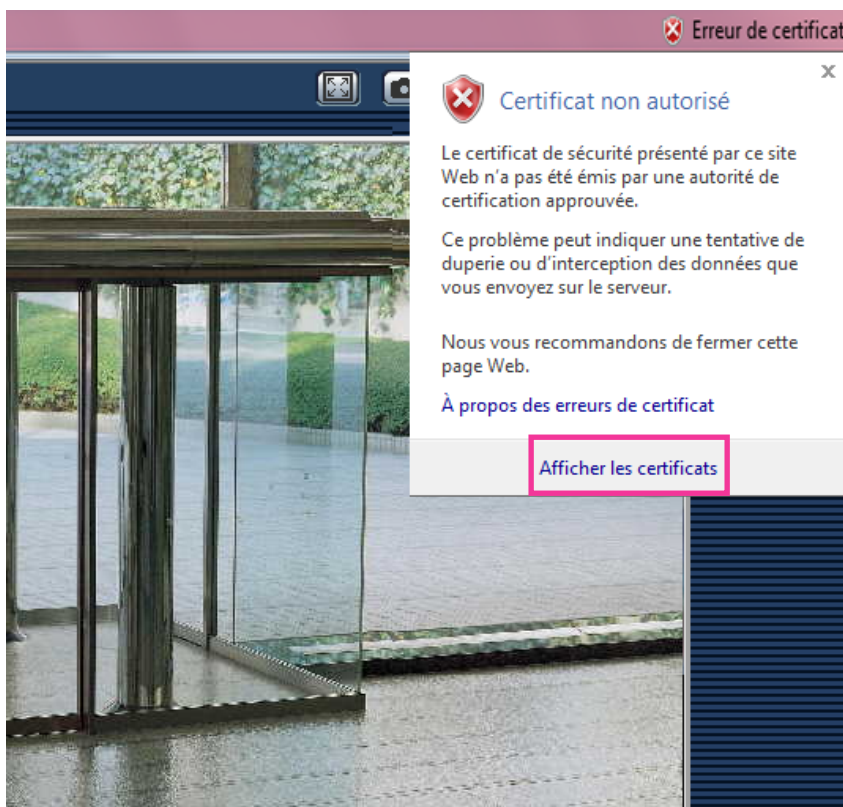 Erreur de certificat
x
Certificat non autorisé
Le certificat de sécurité présenté par ce site
Web n'a pas été émis par une autorité de
certification approuvée.
Ce problème peut indiquer une tentative de
duperie ou d'interception des données que
vous envoyez sur le serveur.
Nous vous recommandons de fermer cette
page Web.
À propos des erreurs de certificat
Afficher les certificats